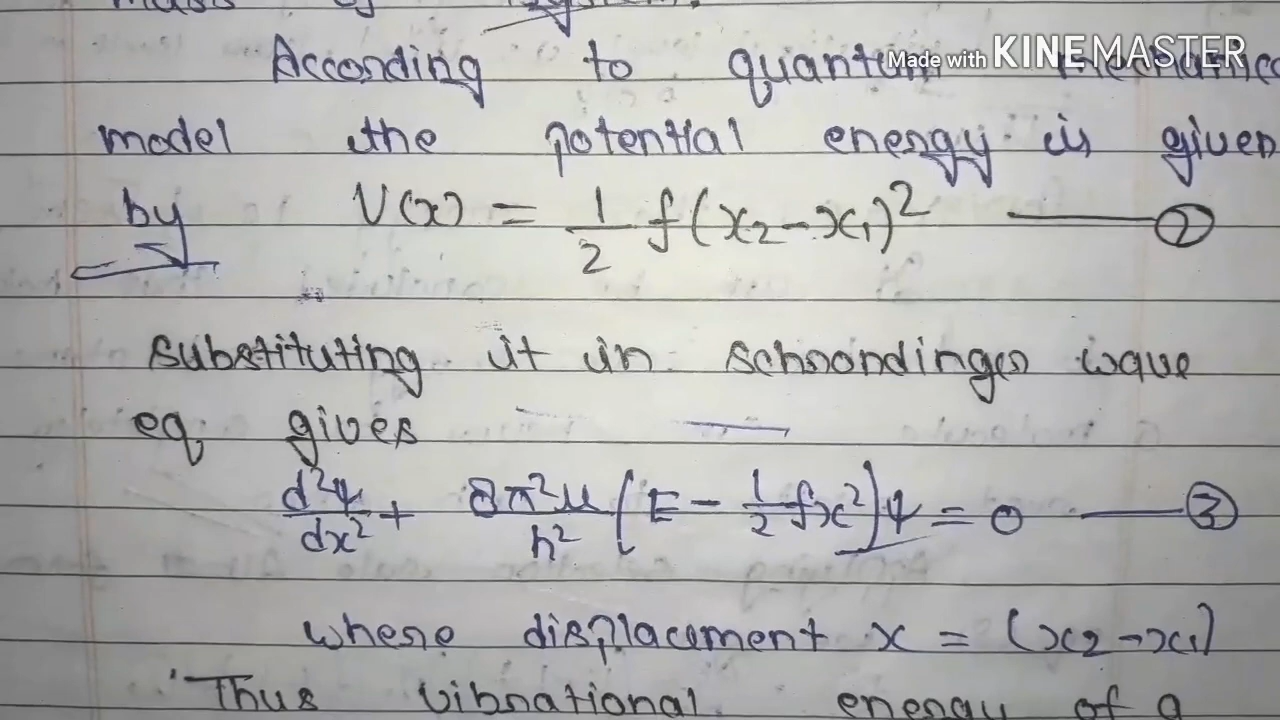 According to quantum mechanics
Made with KINEMASTER
model the potential energy is given
by V(x) = 1/2 f(x₂-x₁)² —— ②
substituting it in schrondinger wave
eq. gives
d²ψ/dx² + 8π²μ/h² (E - 1/2 fx²)ψ = 0 —— ③
where displacement x = (x₂-x₁)
Thus vibrational energy of a